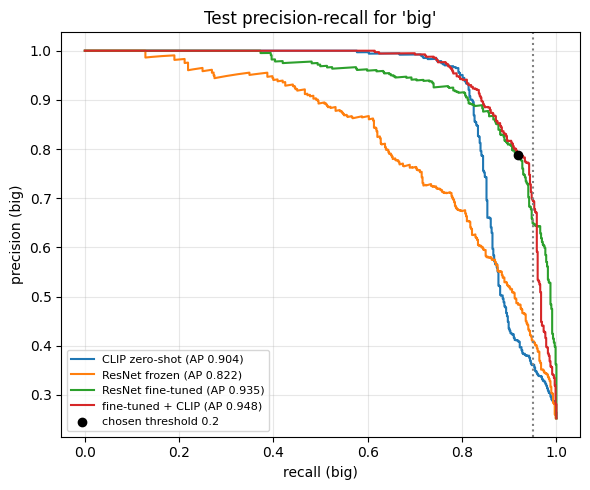 Test precision-recall for 'big'
precision (big)
1.0
0.9
0.8
0.7
0.6
0.5
0.4
0.3
CLIP zero-shot (AP 0.904)
ResNet frozen (AP 0.822)
ResNet fine-tuned (AP 0.935)
fine-tuned + CLIP (AP 0.948)
chosen threshold 0.2
0.0 0.2 0.4 0.6 0.8 1.0
recall (big)